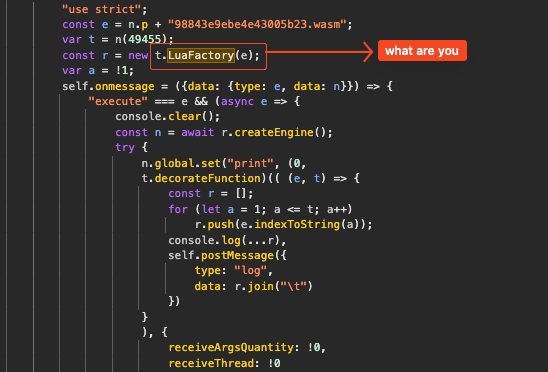 "use strict";
const e = n.p + "98843e9ebe4e43005b23.wasm";
var t = n(49455);
const r = new t.LuaFactory(e);
what are you
var a = !1;
self.onmessage = ({data: {type: e, data: n}}) => {
"execute" === e && (async e => {
console.clear();
const n = await r.createEngine();
try {
n.global.set("print", (0,
t.decorateFunction)(( (e, t) => {
const r = [];
for (let a = 1; a <= t; a++)
r.push(e.indexToString(a));
console.log(...r),
self.postMessage({
type: "log",
data: r.join("\t")
})
}
), {
receiveArgsQuantity: !0,
receiveThread: !0